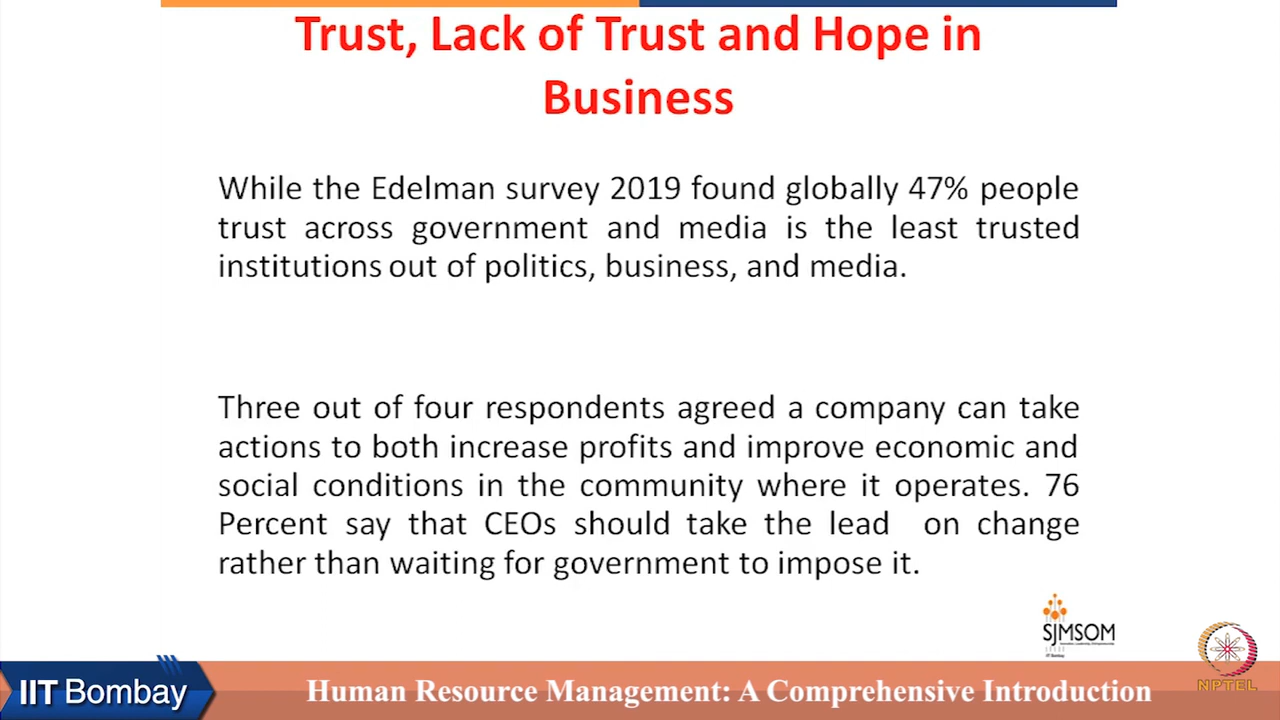 Trust, Lack of Trust and Hope in
Business
While the Edelman survey 2019 found globally 47% people
trust across government and media is the least trusted
institutions out of politics, business, and media.
Three out of four respondents agreed a company can take
actions to both increase profits and improve economic and
social conditions in the community where it operates. 76
Percent say that CEOs should take the lead on change
rather than waiting for government to impose it.
SJMSOM
IIT Bombay
IIT Bombay
Human Resource Management: A Comprehensive Introduction
NPTEL